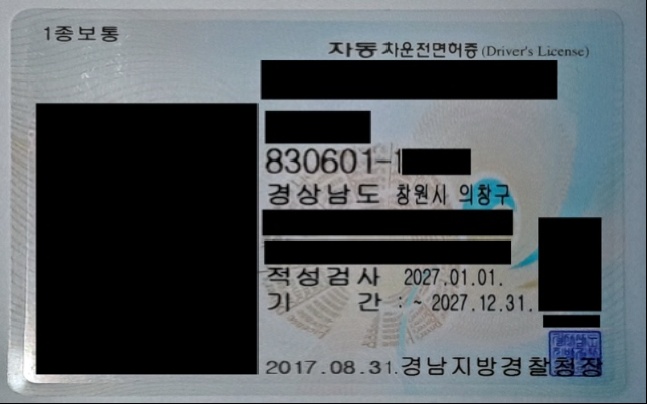 1종보통
자동차운전면허증 (Driver's License)
830601-1
경상남도 창원시 의창구
적성검사 2027.01.01.
기 간 : ~ 2027.12.31.
2017.08.31. 경남지방경찰청장